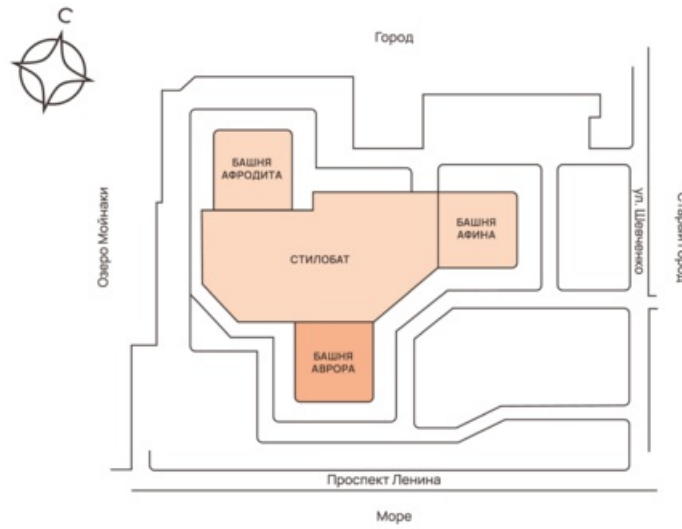 С
Город
БАШНЯ
АФРОДИТА
Озеро Мойнаки
СТИЛОБАТ
БАШНЯ
АФИНА
ул. Шевченко
БАШНЯ
АВРОРА
Проспект Ленина
Море